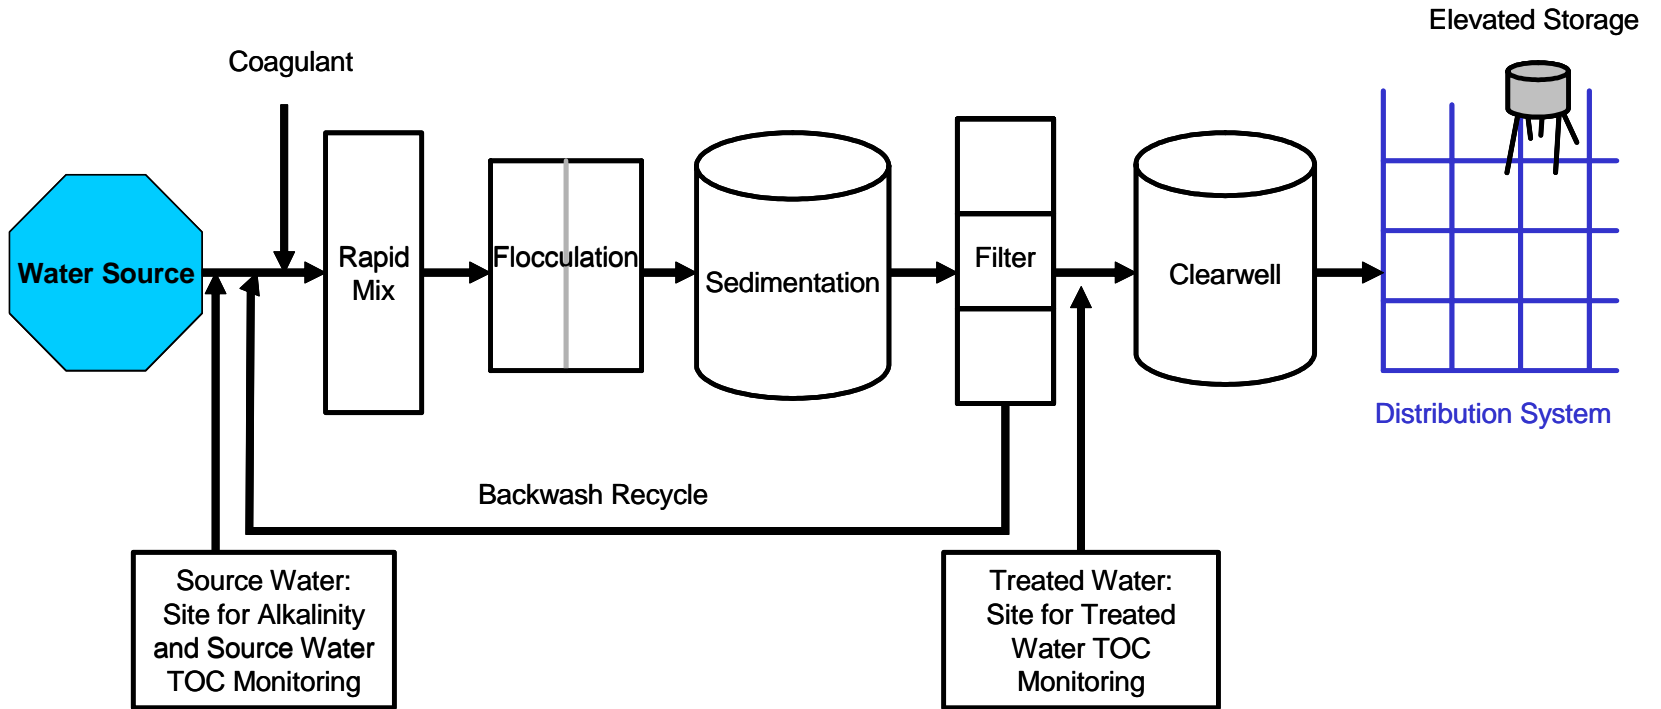 Elevated Storage
Coagulant
Water Source
Rapid
Mix
Flocculation
Sedimentation
Filter
Clearwell
Distribution System
Backwash Recycle
Source Water:
Site for Alkalinity
and Source Water
TOC Monitoring
Treated Water:
Site for Treated
Water TOC
Monitoring